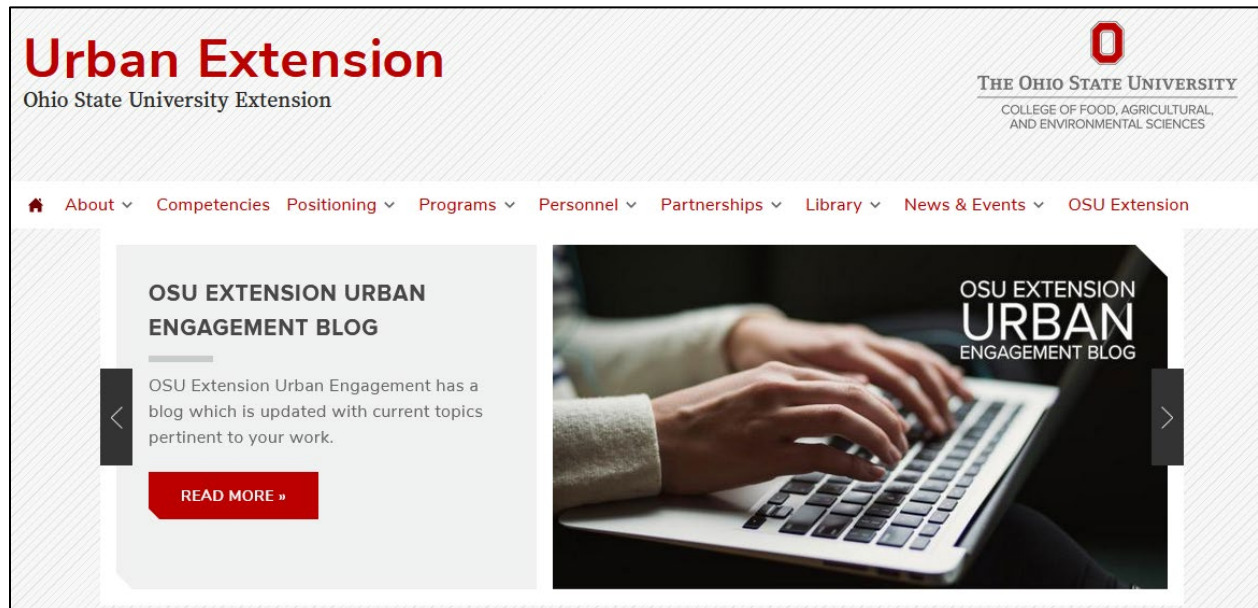 Urban Extension
Ohio State University Extension
THE OHIO STATE UNIVERSITY
COLLEGE OF FOOD, AGRICULTURAL,
AND ENVIRONMENTAL SCIENCES
About Competencies Positioning Programs Personnel Partnerships Library News & Events OSU Extension
OSU EXTENSION URBAN
ENGAGEMENT BLOG
OSU Extension Urban Engagement has a
blog which is updated with current topics
pertinent to your work.
READ MORE »
OSU EXTENSION
URBAN
ENGAGEMENT BLOG